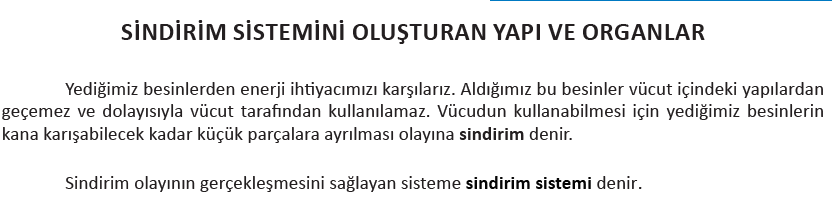 SİNDİRİM SİSTEMİNİ OLUŞTURAN YAPI VE ORGANLAR
Yediğimiz besinlerden enerji ihtiyacımızı karşılarız. Aldığımız bu besinler vücut içindeki yapılardan
geçemez ve dolayısıyla vücut tarafından kullanılamaz. Vücudun kullanabilmesi için yediğimiz besinlerin
kana karışabilecek kadar küçük parçalara ayrılması olayına sindirim denir.
Sindirim olayının gerçekleşmesini sağlayan sisteme sindirim sistemi denir.